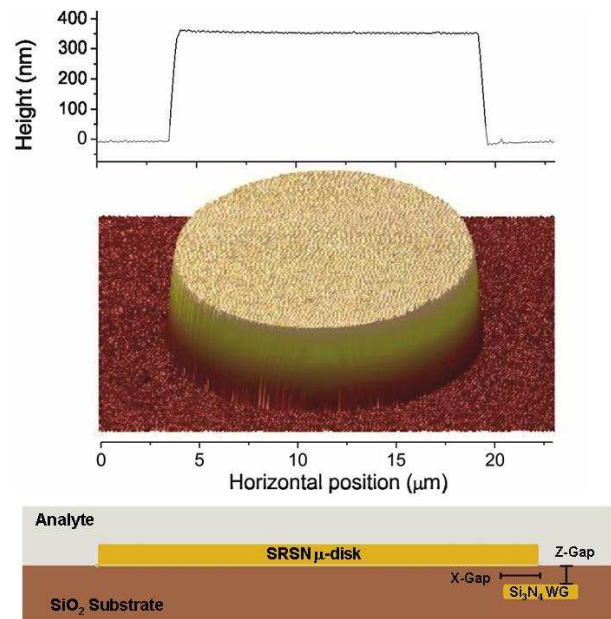 400
300
200
100
0
Height (nm)
0 5 10 15 20
Horizontal position (μm)
Analyte
SRSN μ-disk
Z-Gap
X-Gap
Si₃N₄ WG
SiO₂ Substrate